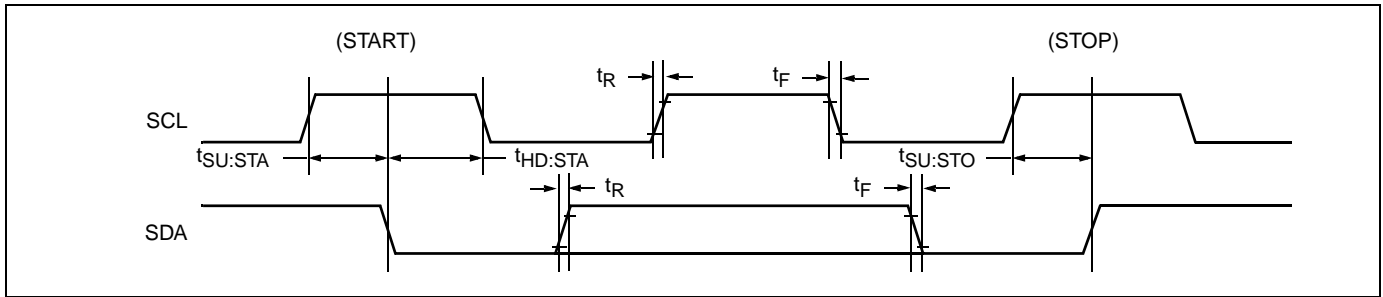 (START) (STOP)
tR tF
SCL
tSU:STA tHD:STA tSU:STO
tR tF
SDA